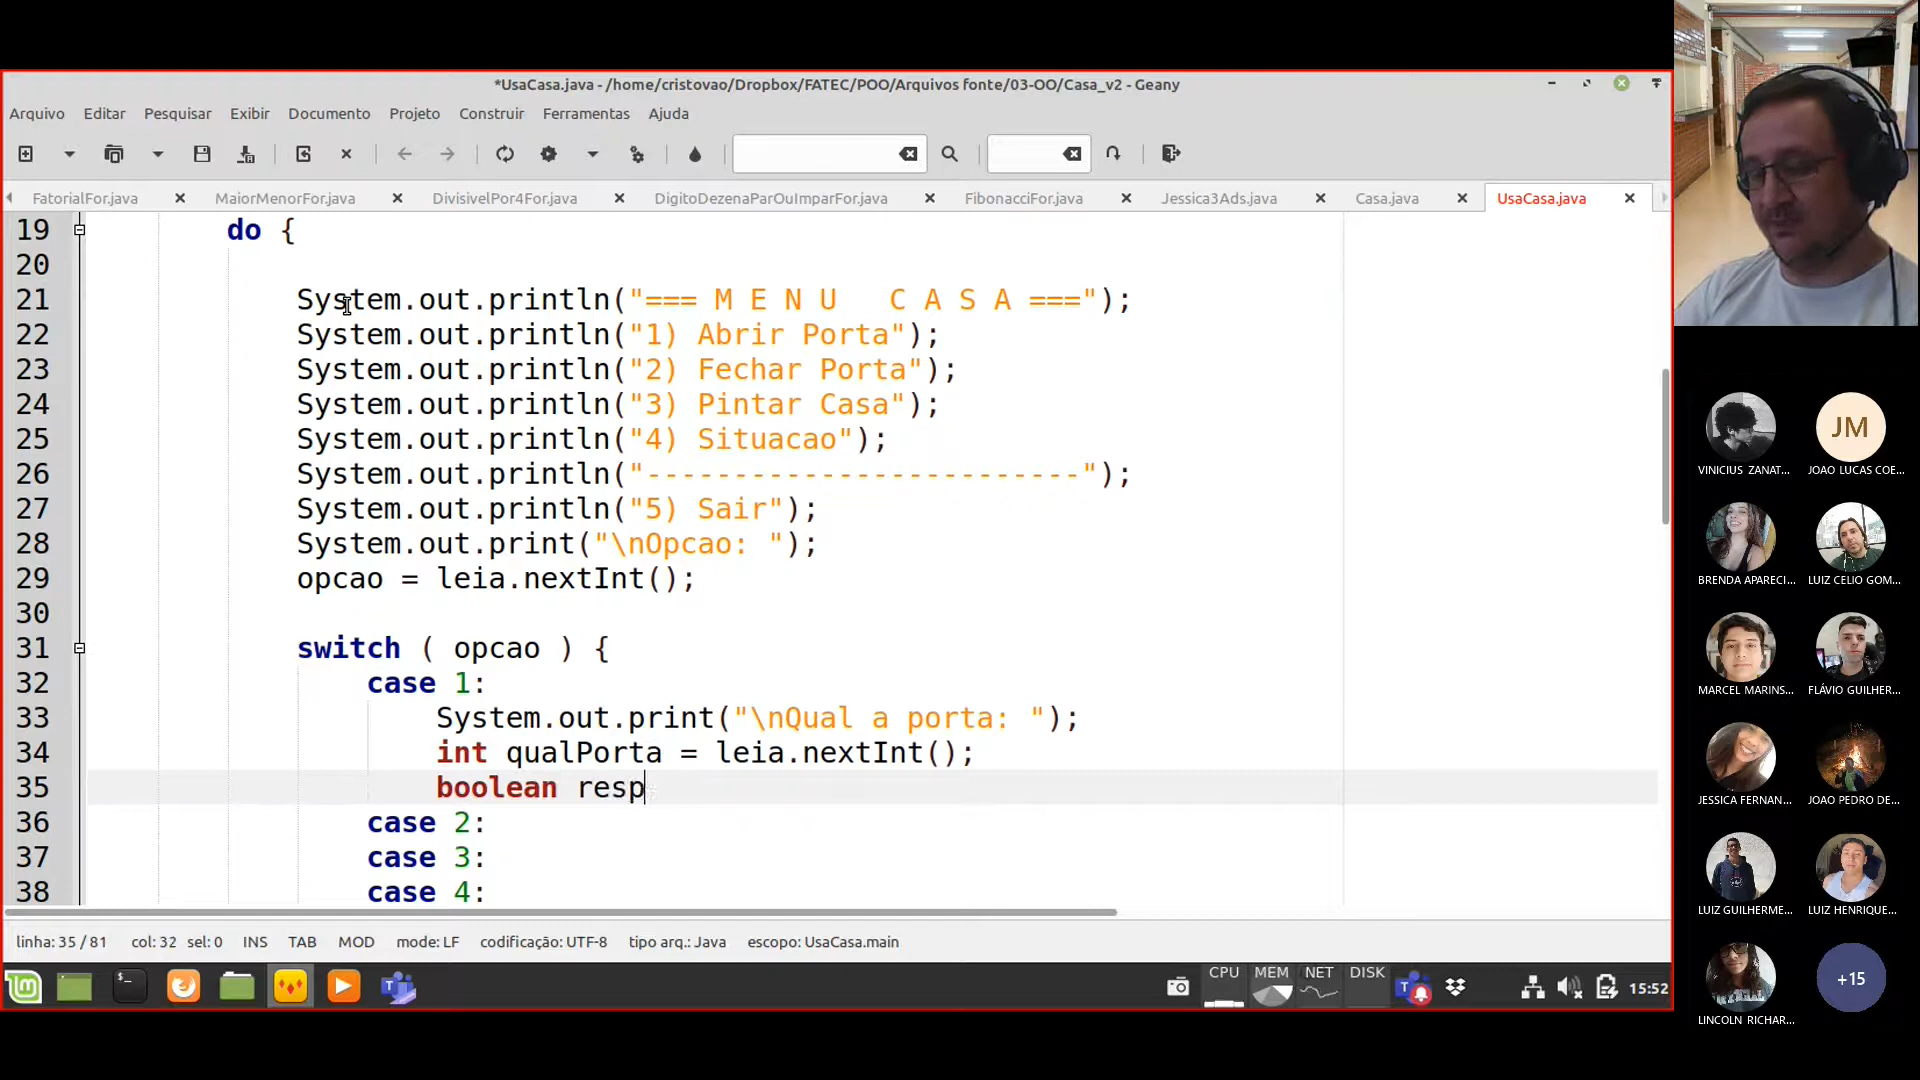 *UsaCasa.java - /home/cristovao/Dropbox/FATEC/POO/Arquivos fonte/03-OO/Casa_v2 - Geany
Arquivo Editar Pesquisar Exibir Documento Projeto Construir Ferramentas Ajuda
FatorialFor.java MaiorMenorFor.java DivisivelPor4For.java DigitoDezenaParOuImparFor.java FibonacciFor.java Jessica3Ads.java Casa.java UsaCasa.java
19 do {
20
21 System.out.println("=== M E N U   C A S A ===");
22 System.out.println("1) Abrir Porta");
23 System.out.println("2) Fechar Porta");
24 System.out.println("3) Pintar Casa");
25 System.out.println("4) Situacao");
26 System.out.println("-------------------------");
27 System.out.println("5) Sair");
28 System.out.print("\nOpcao: ");
29 opcao = leia.nextInt();
30
31 switch ( opcao ) {
32 case 1:
33 System.out.print("\nQual a porta: ");
34 int qualPorta = leia.nextInt();
35 boolean resp
36 case 2:
37 case 3:
38 case 4:
linha: 35 / 81 col: 32 sel: 0 INS TAB MOD mode: LF codificação: UTF-8 tipo arq.: Java escopo: UsaCasa.main
CPU MEM NET DISK 15:52
JM
VINICIUS ZANAT... JOAO LUCAS COE...
BRENDA APARECI... LUIZ CELIO GOM...
MARCEL MARINS... FLÁVIO GUILHER...
JESSICA FERNAN... JOAO PEDRO DE...
LUIZ GUILHERME... LUIZ HENRIQUE...
+15
LINCOLN RICHAR...